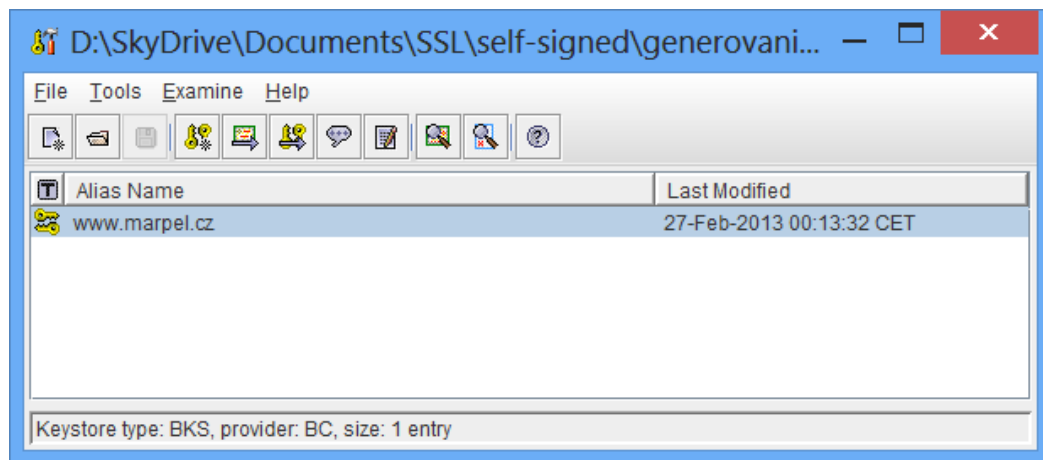 D:\SkyDrive\Documents\SSL\self-signed\generovani...
File Tools Examine Help
T Alias Name Last Modified
www.marpel.cz 27-Feb-2013 00:13:32 CET
Keystore type: BKS, provider: BC, size: 1 entry